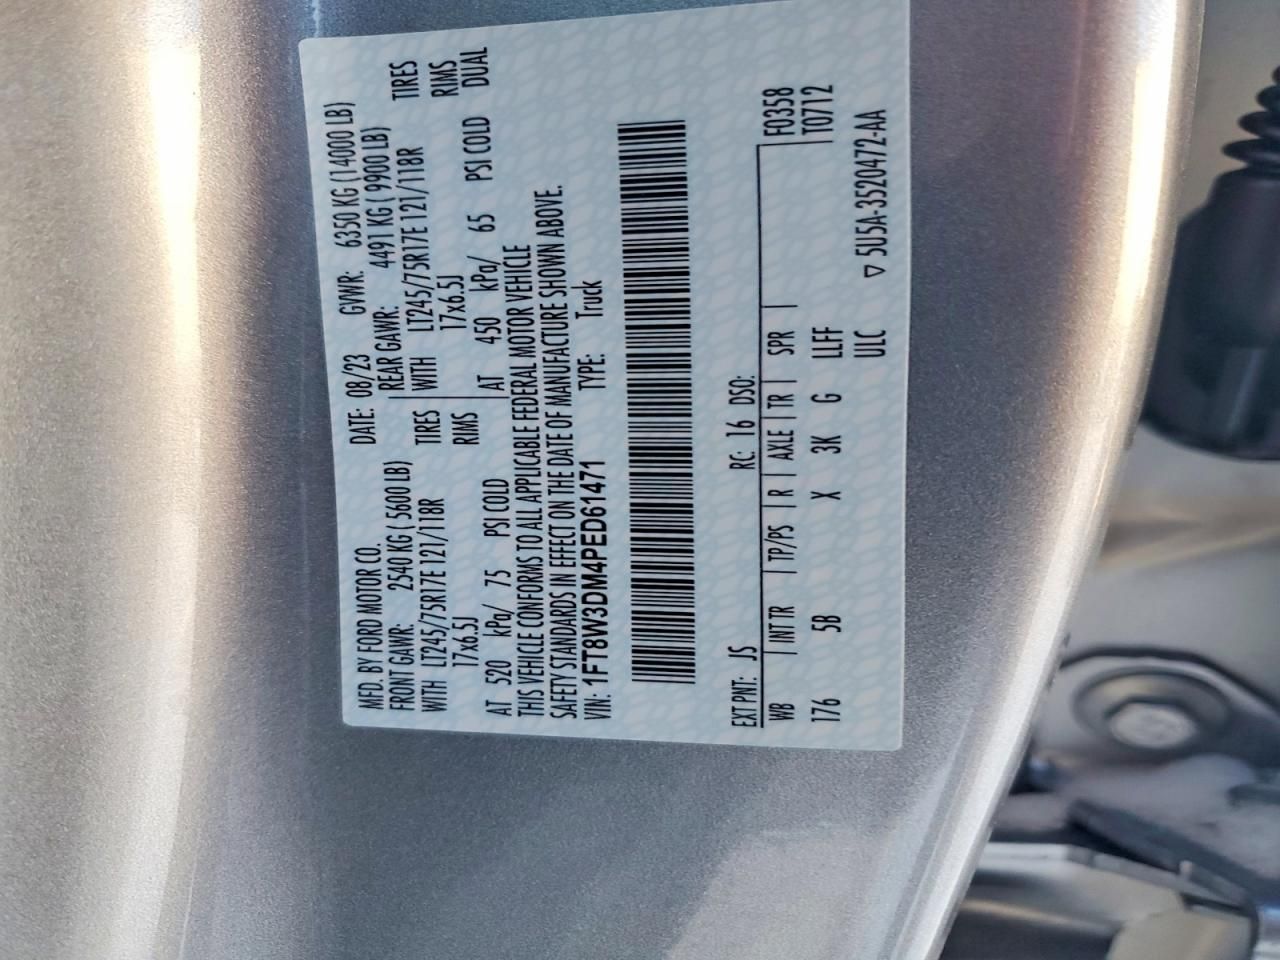 MFD. BY FORD MOTOR CO. DATE: 08/23 GVWR: 6350 KG (14000 LB)
FRONT GAWR: 2540 KG ( 5600 LB) REAR GAWR: 4491 KG ( 9900 LB)
WITH LT245/75R17E 121/118R TIRES WITH LT245/75R17E 121/118R TIRES
17x6.5J RIMS 17x6.5J RIMS
AT 520 kPa/ 75 PSI COLD AT 450 kPa/ 65 PSI COLD DUAL
THIS VEHICLE CONFORMS TO ALL APPLICABLE FEDERAL MOTOR VEHICLE
SAFETY STANDARDS IN EFFECT ON THE DATE OF MANUFACTURE SHOWN ABOVE.
VIN: 1FT8W3DM4PED61471 TYPE: Truck
EXT PNT: JS RC: 16 DSO: F0358
WB | INT TR | TP/PS | R | AXLE | TR | SPR | T0712
176 5B X 3K G LLFF
ULC ▽ 5U5A-3520472-AA